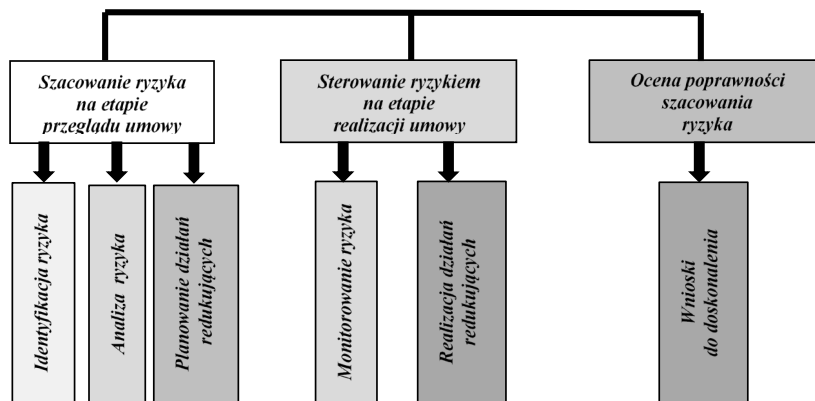 Szacowanie ryzyka
na etapie
przeglądu umowy
Sterowanie ryzykiem
na etapie
realizacji umowy
Ocena poprawności
szacowania
ryzyka
Identyfikacja ryzyka
Analiza ryzyka
Planowanie działań
redukujących
Monitorowanie ryzyka
Realizacja działań
redukujących
Wnioski
do doskonalenia